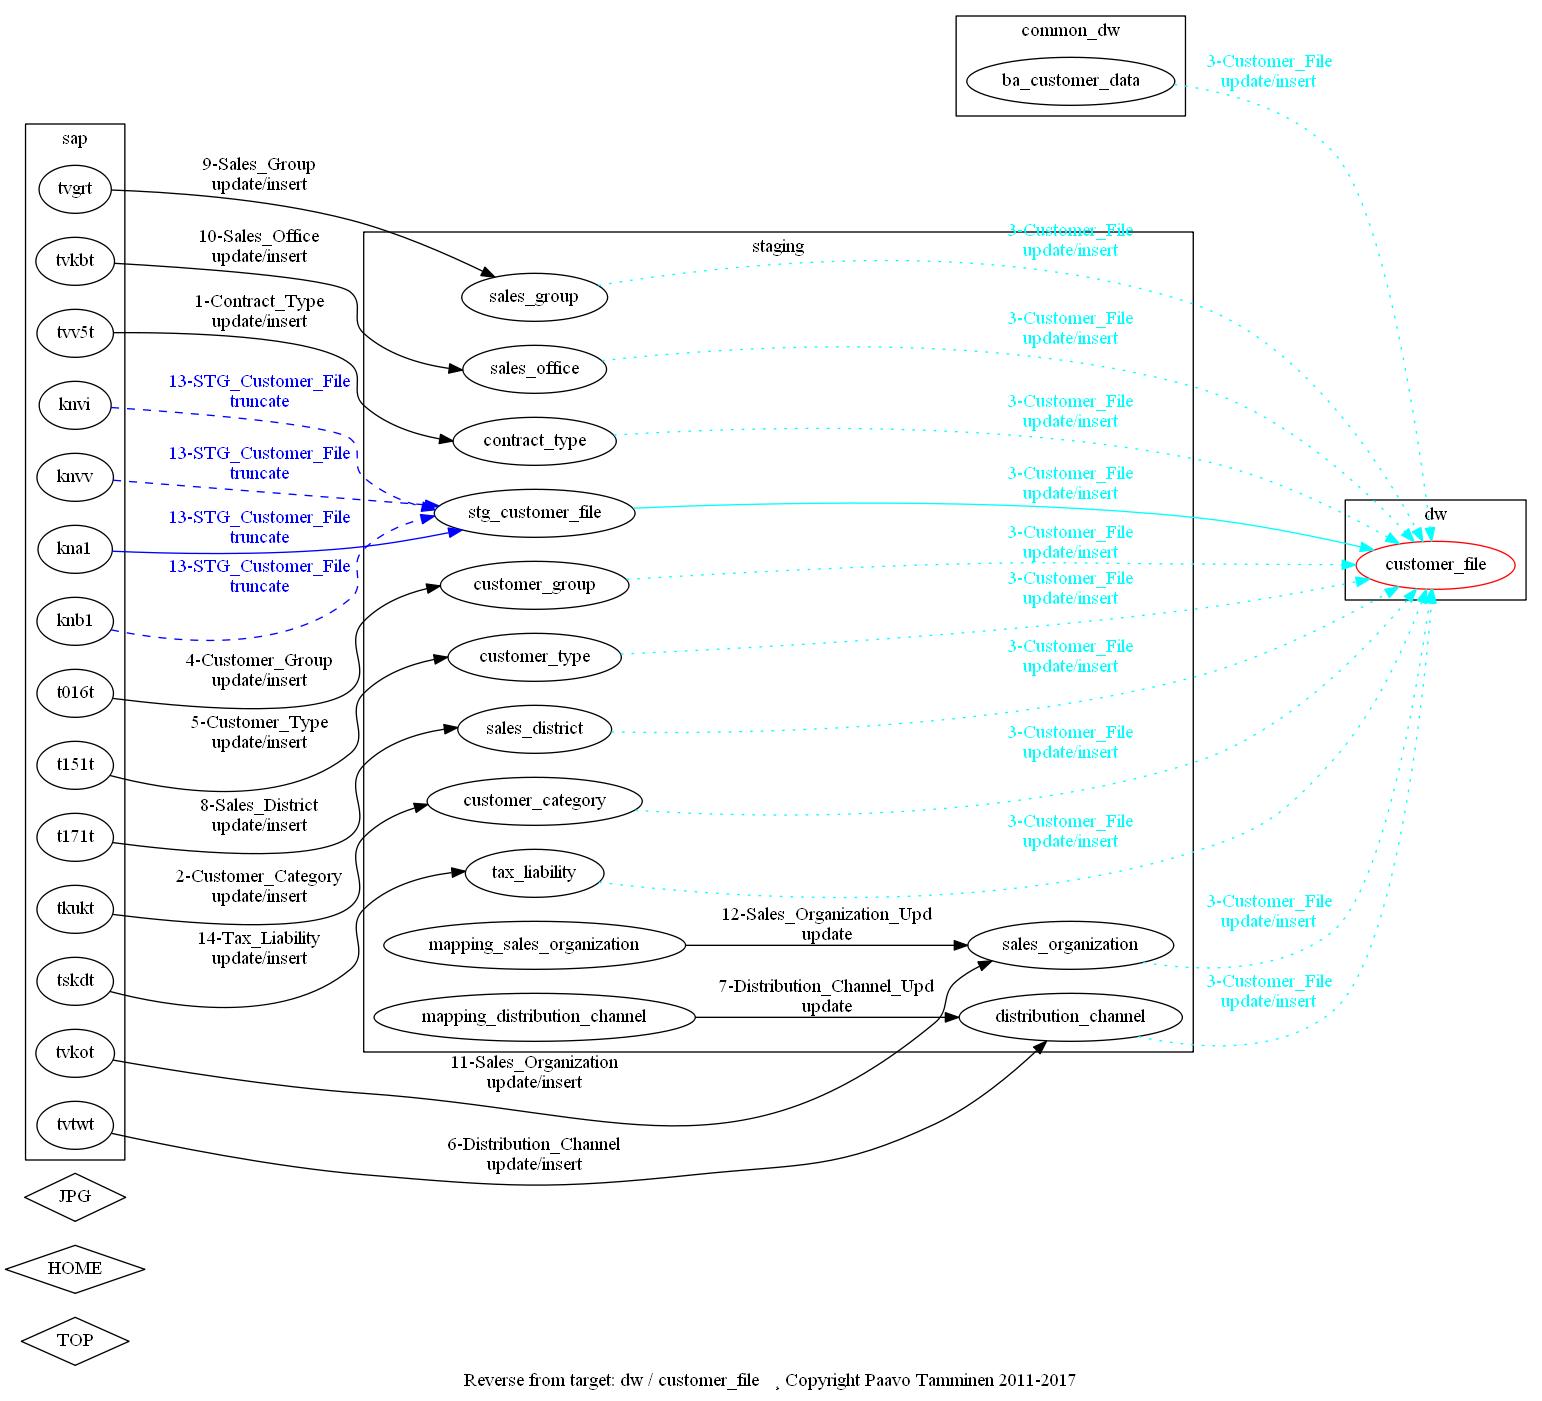 common_dw
ba_customer_data
3-Customer_File
update/insert
sap
tvgrt
9-Sales_Group
update/insert
tvkbt
10-Sales_Office
update/insert
tvv5t
1-Contract_Type
update/insert
knvi
13-STG_Customer_File
truncate
knvv
13-STG_Customer_File
truncate
kna1
13-STG_Customer_File
truncate
knb1
13-STG_Customer_File
truncate
t016t
4-Customer_Group
update/insert
t151t
5-Customer_Type
update/insert
t171t
8-Sales_District
update/insert
tkukt
2-Customer_Category
update/insert
tskdt
14-Tax_Liability
update/insert
tvkot
11-Sales_Organization
update/insert
tvtwt
6-Distribution_Channel
update/insert
staging
sales_group
3-Customer_File
update/insert
sales_office
3-Customer_File
update/insert
contract_type
3-Customer_File
update/insert
stg_customer_file
3-Customer_File
update/insert
customer_group
3-Customer_File
update/insert
customer_type
3-Customer_File
update/insert
sales_district
3-Customer_File
update/insert
customer_category
3-Customer_File
update/insert
tax_liability
3-Customer_File
update/insert
mapping_sales_organization
12-Sales_Organization_Upd
update
sales_organization
3-Customer_File
update/insert
mapping_distribution_channel
7-Distribution_Channel_Upd
update
distribution_channel
3-Customer_File
update/insert
dw
customer_file
JPG
HOME
TOP
Reverse from target: dw / customer_file ¸ Copyright Paavo Tamminen 2011-2017